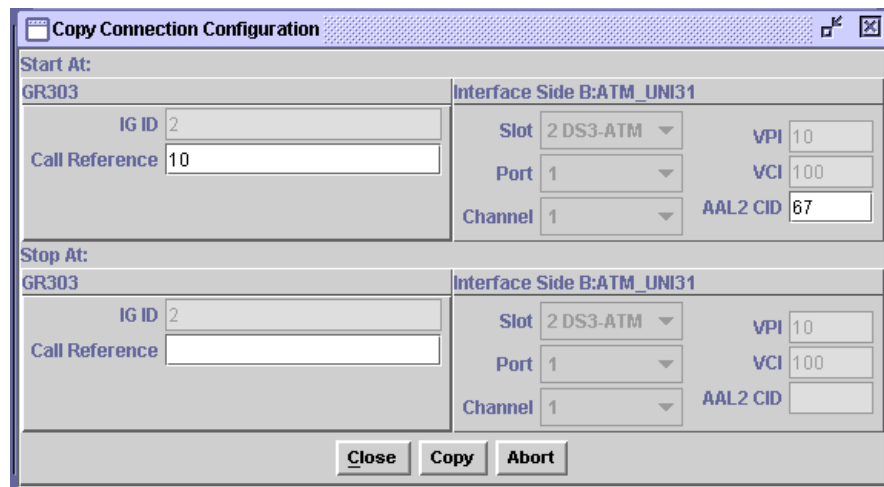 Copy Connection Configuration
Start At:
GR303
IG ID 2
Call Reference 10
Interface Side B:ATM_UNI31
Slot 2 DS3-ATM
Port 1
Channel 1
VPI 10
VCI 100
AAL2 CID 67
Stop At:
GR303
IG ID 2
Call Reference
Interface Side B:ATM_UNI31
Slot 2 DS3-ATM
Port 1
Channel 1
VPI 10
VCI 100
AAL2 CID
Close Copy Abort